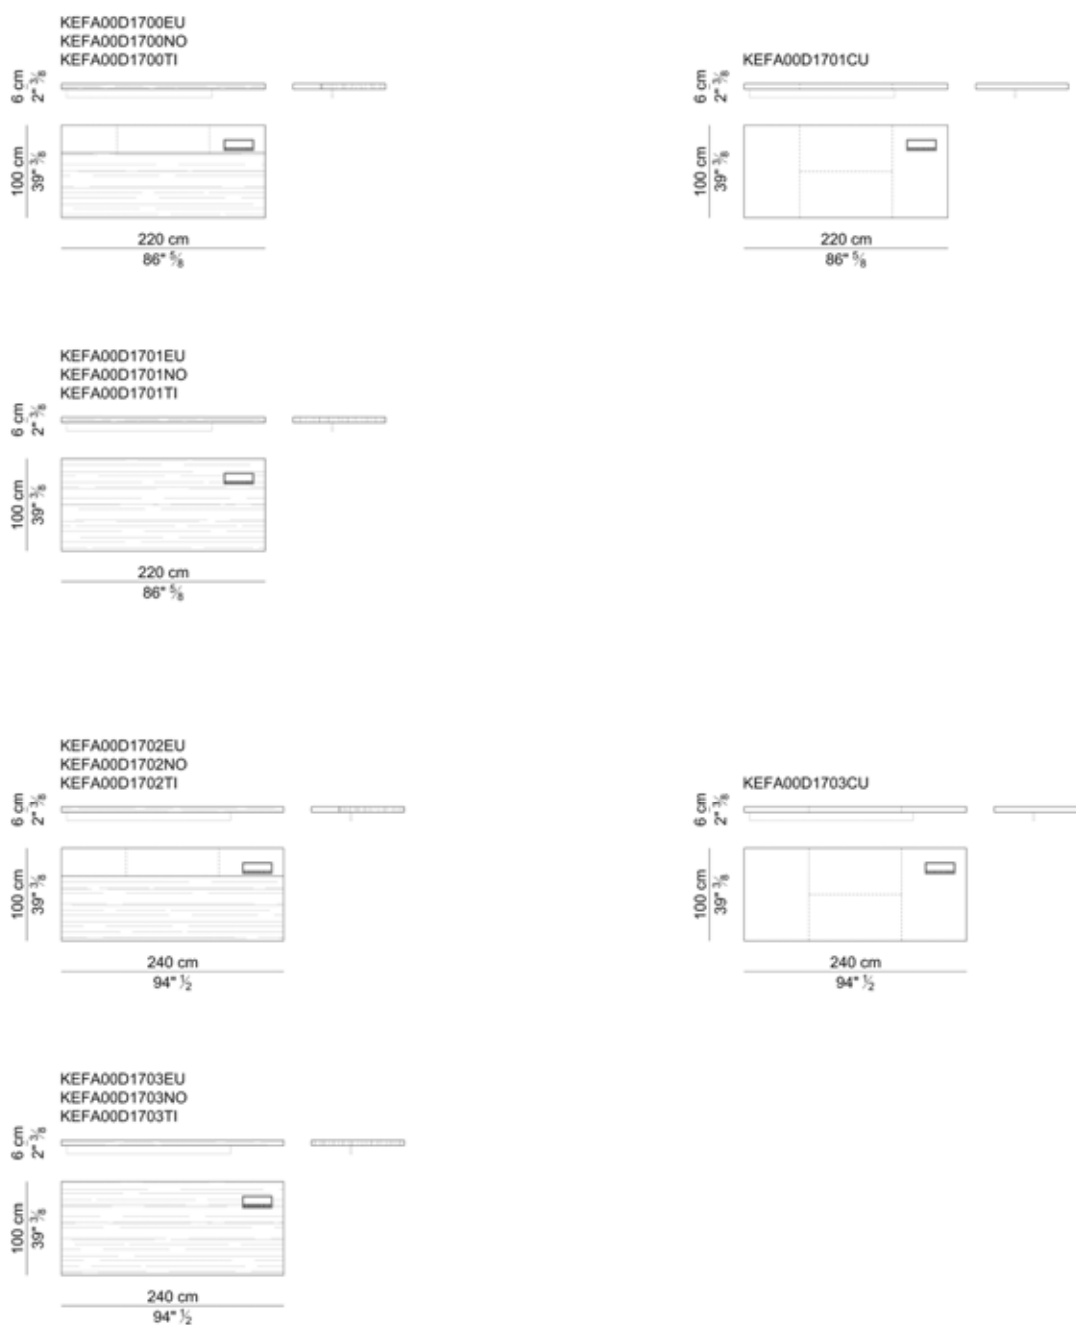 KEFA00D1700EU
KEFA00D1700NO
KEFA00D1700TI
6 cm
2" 3/8
100 cm
39" 3/8
220 cm
86" 5/8
KEFA00D1701CU
6 cm
2" 3/8
100 cm
39" 3/8
220 cm
86" 5/8
KEFA00D1701EU
KEFA00D1701NO
KEFA00D1701TI
6 cm
2" 3/8
100 cm
39" 3/8
220 cm
86" 5/8
KEFA00D1702EU
KEFA00D1702NO
KEFA00D1702TI
6 cm
2" 3/8
100 cm
39" 3/8
240 cm
94" 1/2
KEFA00D1703CU
6 cm
2" 3/8
100 cm
39" 3/8
240 cm
94" 1/2
KEFA00D1703EU
KEFA00D1703NO
KEFA00D1703TI
6 cm
2" 3/8
100 cm
39" 3/8
240 cm
94" 1/2